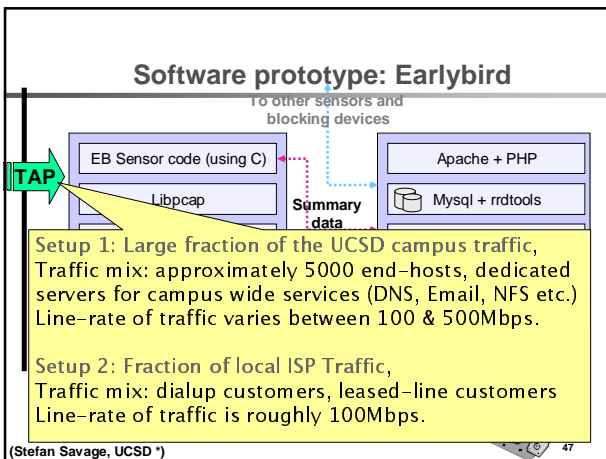 Software prototype: Earlybird
To other sensors and
blocking devices
TAP
EB Sensor code (using C)
Libpcap
Summary
data
Apache + PHP
Mysql + rrdtools
Setup 1: Large fraction of the UCSD campus traffic,
Traffic mix: approximately 5000 end-hosts, dedicated
servers for campus wide services (DNS, Email, NFS etc.)
Line-rate of traffic varies between 100 & 500Mbps.
Setup 2: Fraction of local ISP Traffic,
Traffic mix: dialup customers, leased-line customers
Line-rate of traffic is roughly 100Mbps.
(Stefan Savage, UCSD *)
47